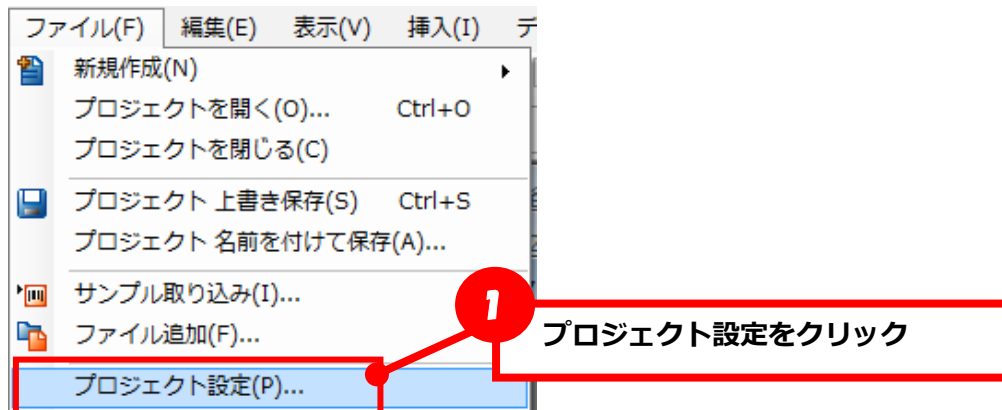 ファイル(F) 編集(E) 表示(V) 挿入(I) デ
新規作成(N)
プロジェクトを開く(O)... Ctrl+O
プロジェクトを閉じる(C)
プロジェクト 上書き保存(S) Ctrl+S
プロジェクト 名前を付けて保存(A)...
サンプル取り込み(I)...
1
プロジェクト設定をクリック
ファイル追加(F)...
プロジェクト設定(P)...